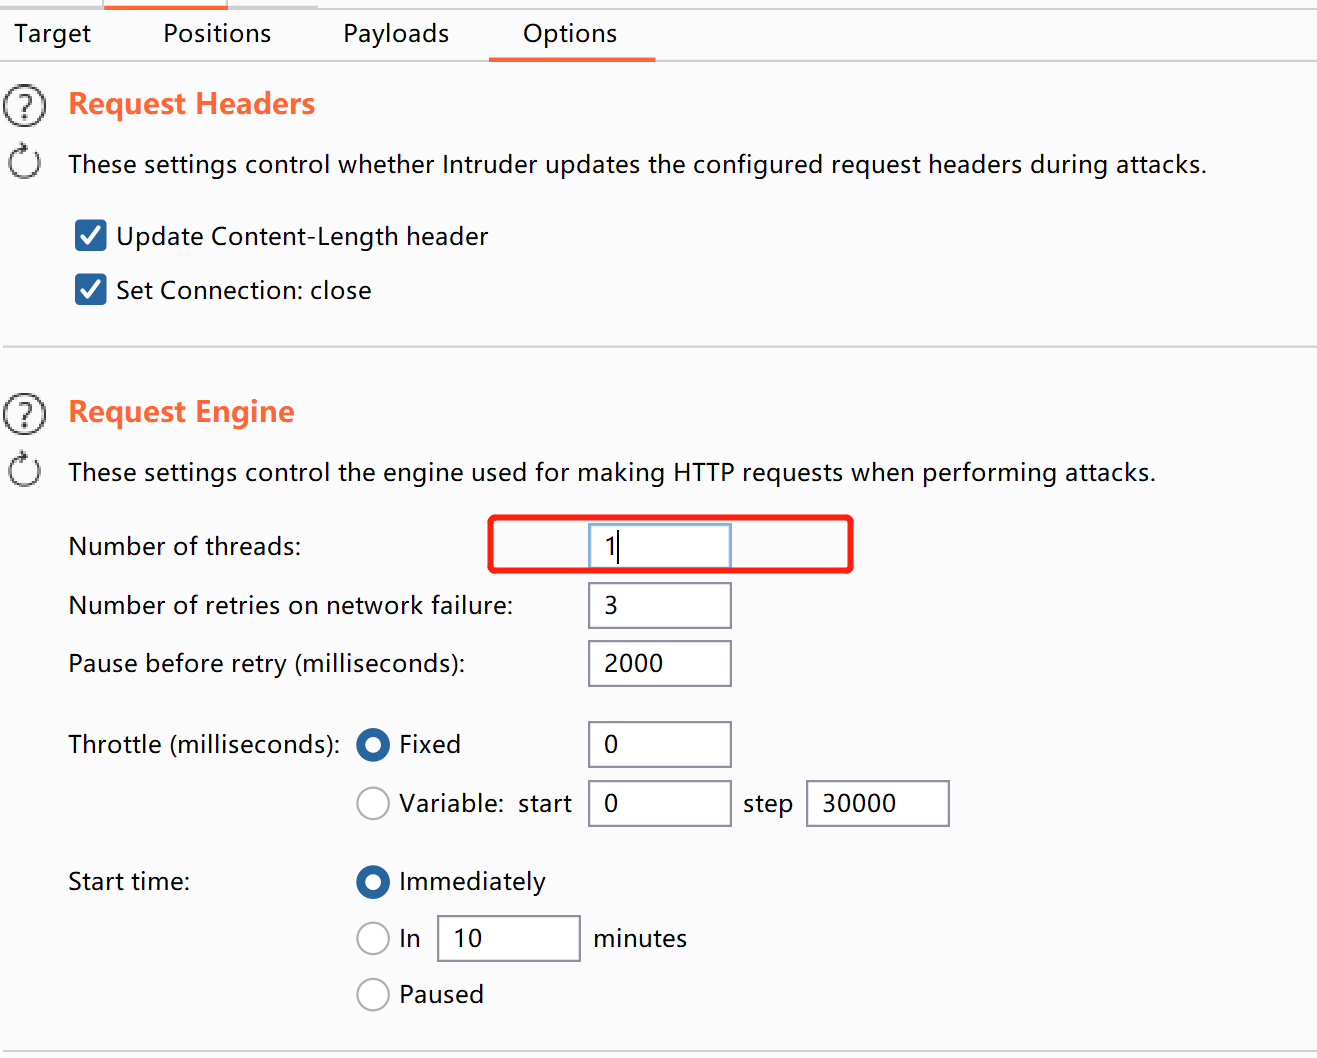 Target Positions Payloads Options
Request Headers
These settings control whether Intruder updates the configured request headers during attacks.
Update Content-Length header
Set Connection: close
Request Engine
These settings control the engine used for making HTTP requests when performing attacks.
Number of threads: 1
Number of retries on network failure: 3
Pause before retry (milliseconds): 2000
Throttle (milliseconds): Fixed 0
Variable: start 0 step 30000
Start time: Immediately
In 10 minutes
Paused